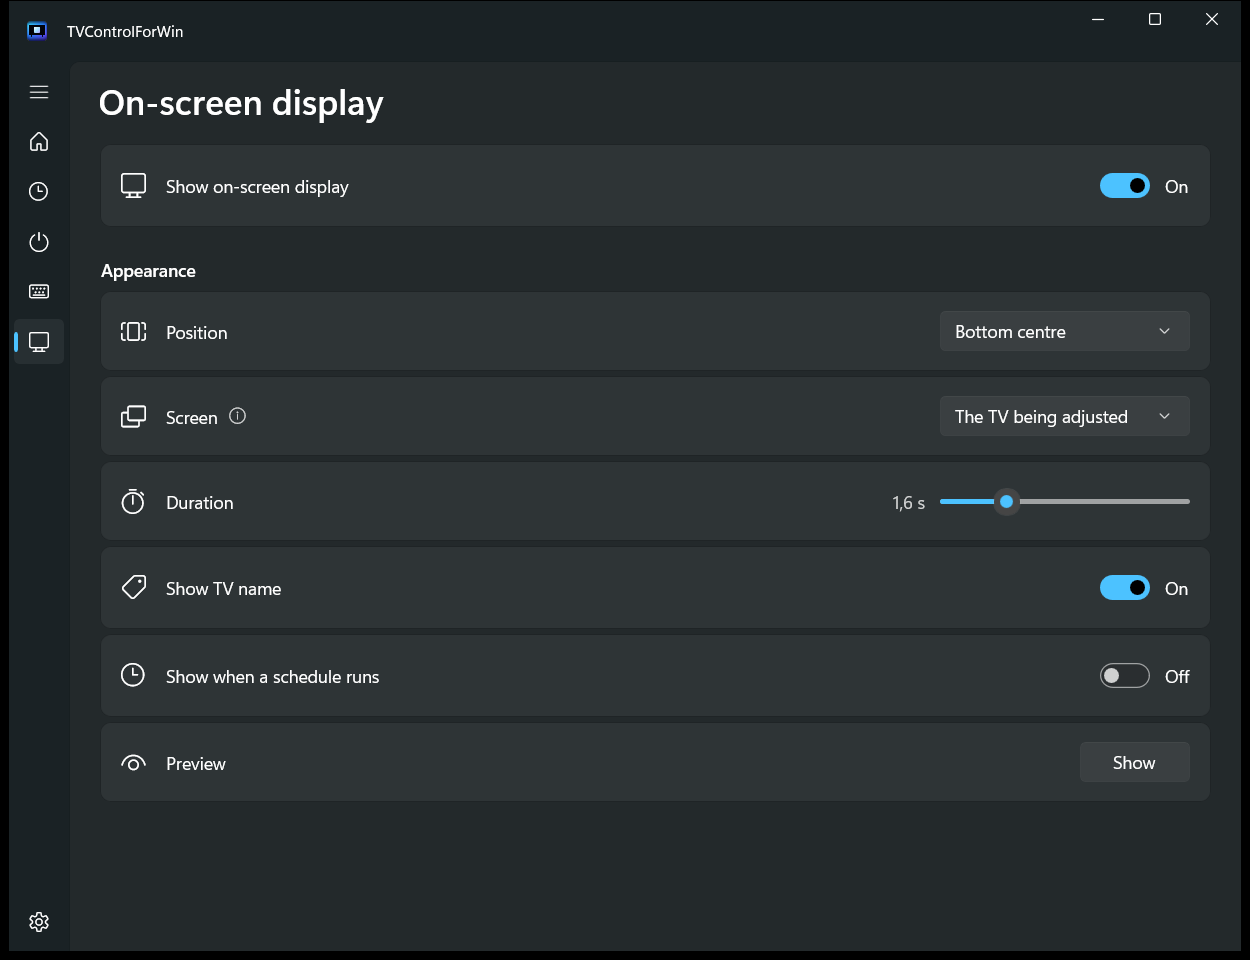 TVControlForWin
On-screen display
Show on-screen display On
Appearance
Position Bottom centre
Screen The TV being adjusted
Duration 1,6 s
Show TV name On
Show when a schedule runs Off
Preview Show